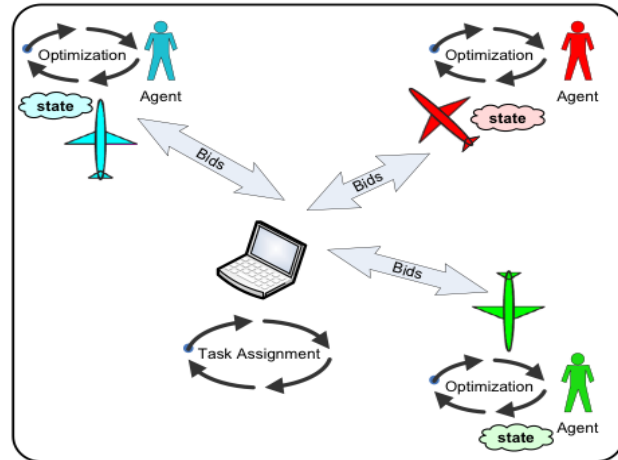 Optimization
Agent
state
Optimization
Agent
state
Bids
Bids
Bids
Task Assignment
Optimization
Agent
state